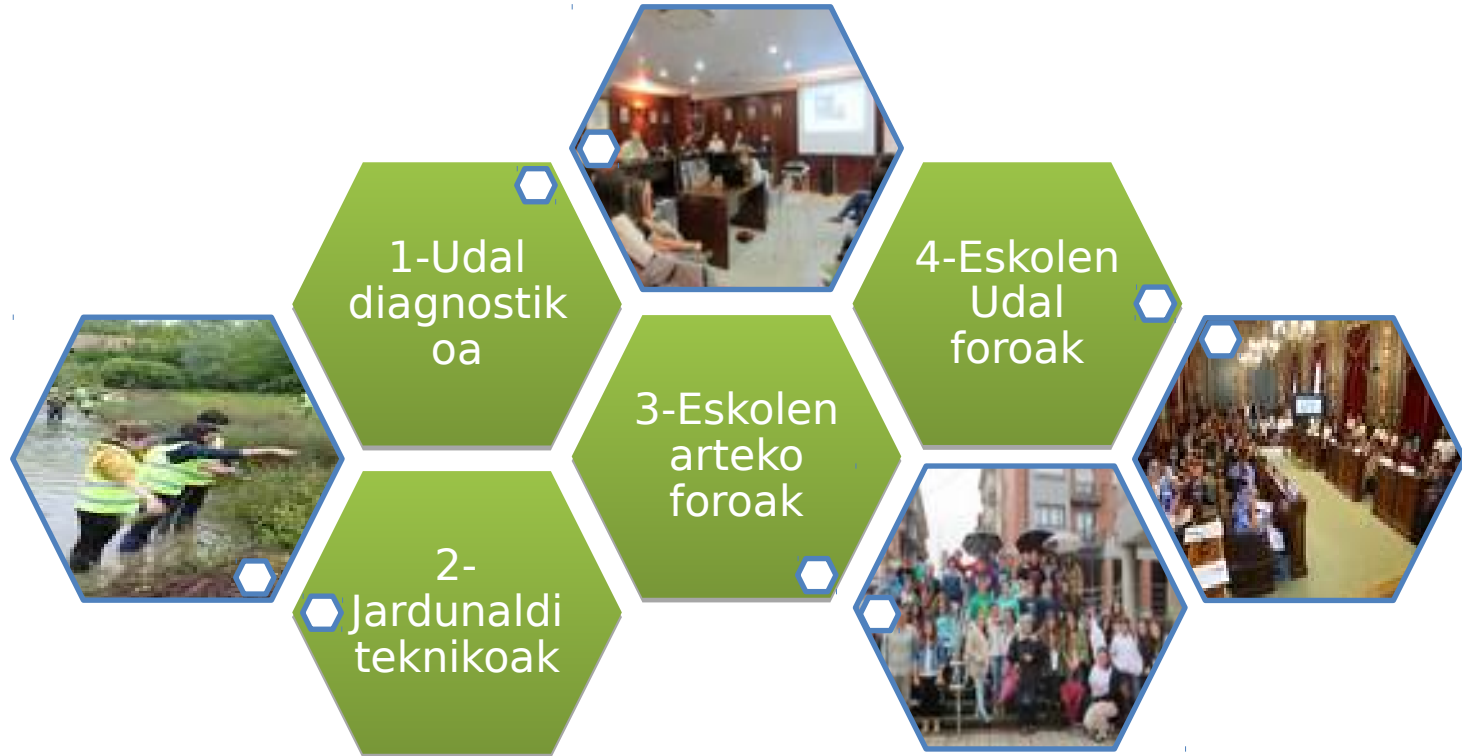 1-Udal
diagnostik
oa
2-
Jardunaldi
teknikoak
3-Eskolen
arteko
foroak
4-Eskolen
Udal
foroak